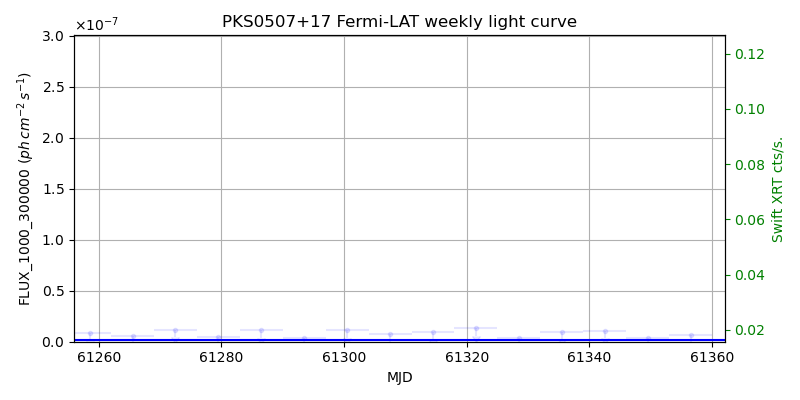 PKS0507+17 Fermi-LAT weekly light curve
×10⁻⁷
3.0
2.5
2.0
1.5
1.0
0.5
0.0
FLUX_1000_300000 (ph cm⁻² s⁻¹)
0.12
0.10
0.08
0.06
0.04
0.02
Swift XRT cts/s.
61260 61280 61300 61320 61340 61360
MJD